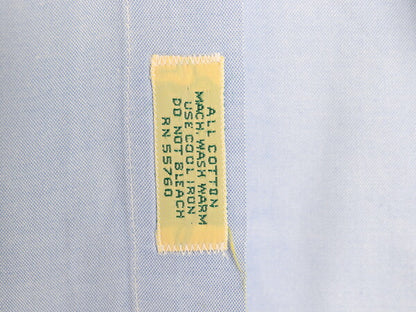 ALL COTTON
MACH. WASH WARM
USE COOL IRON
DO NOT BLEACH
RN 55760